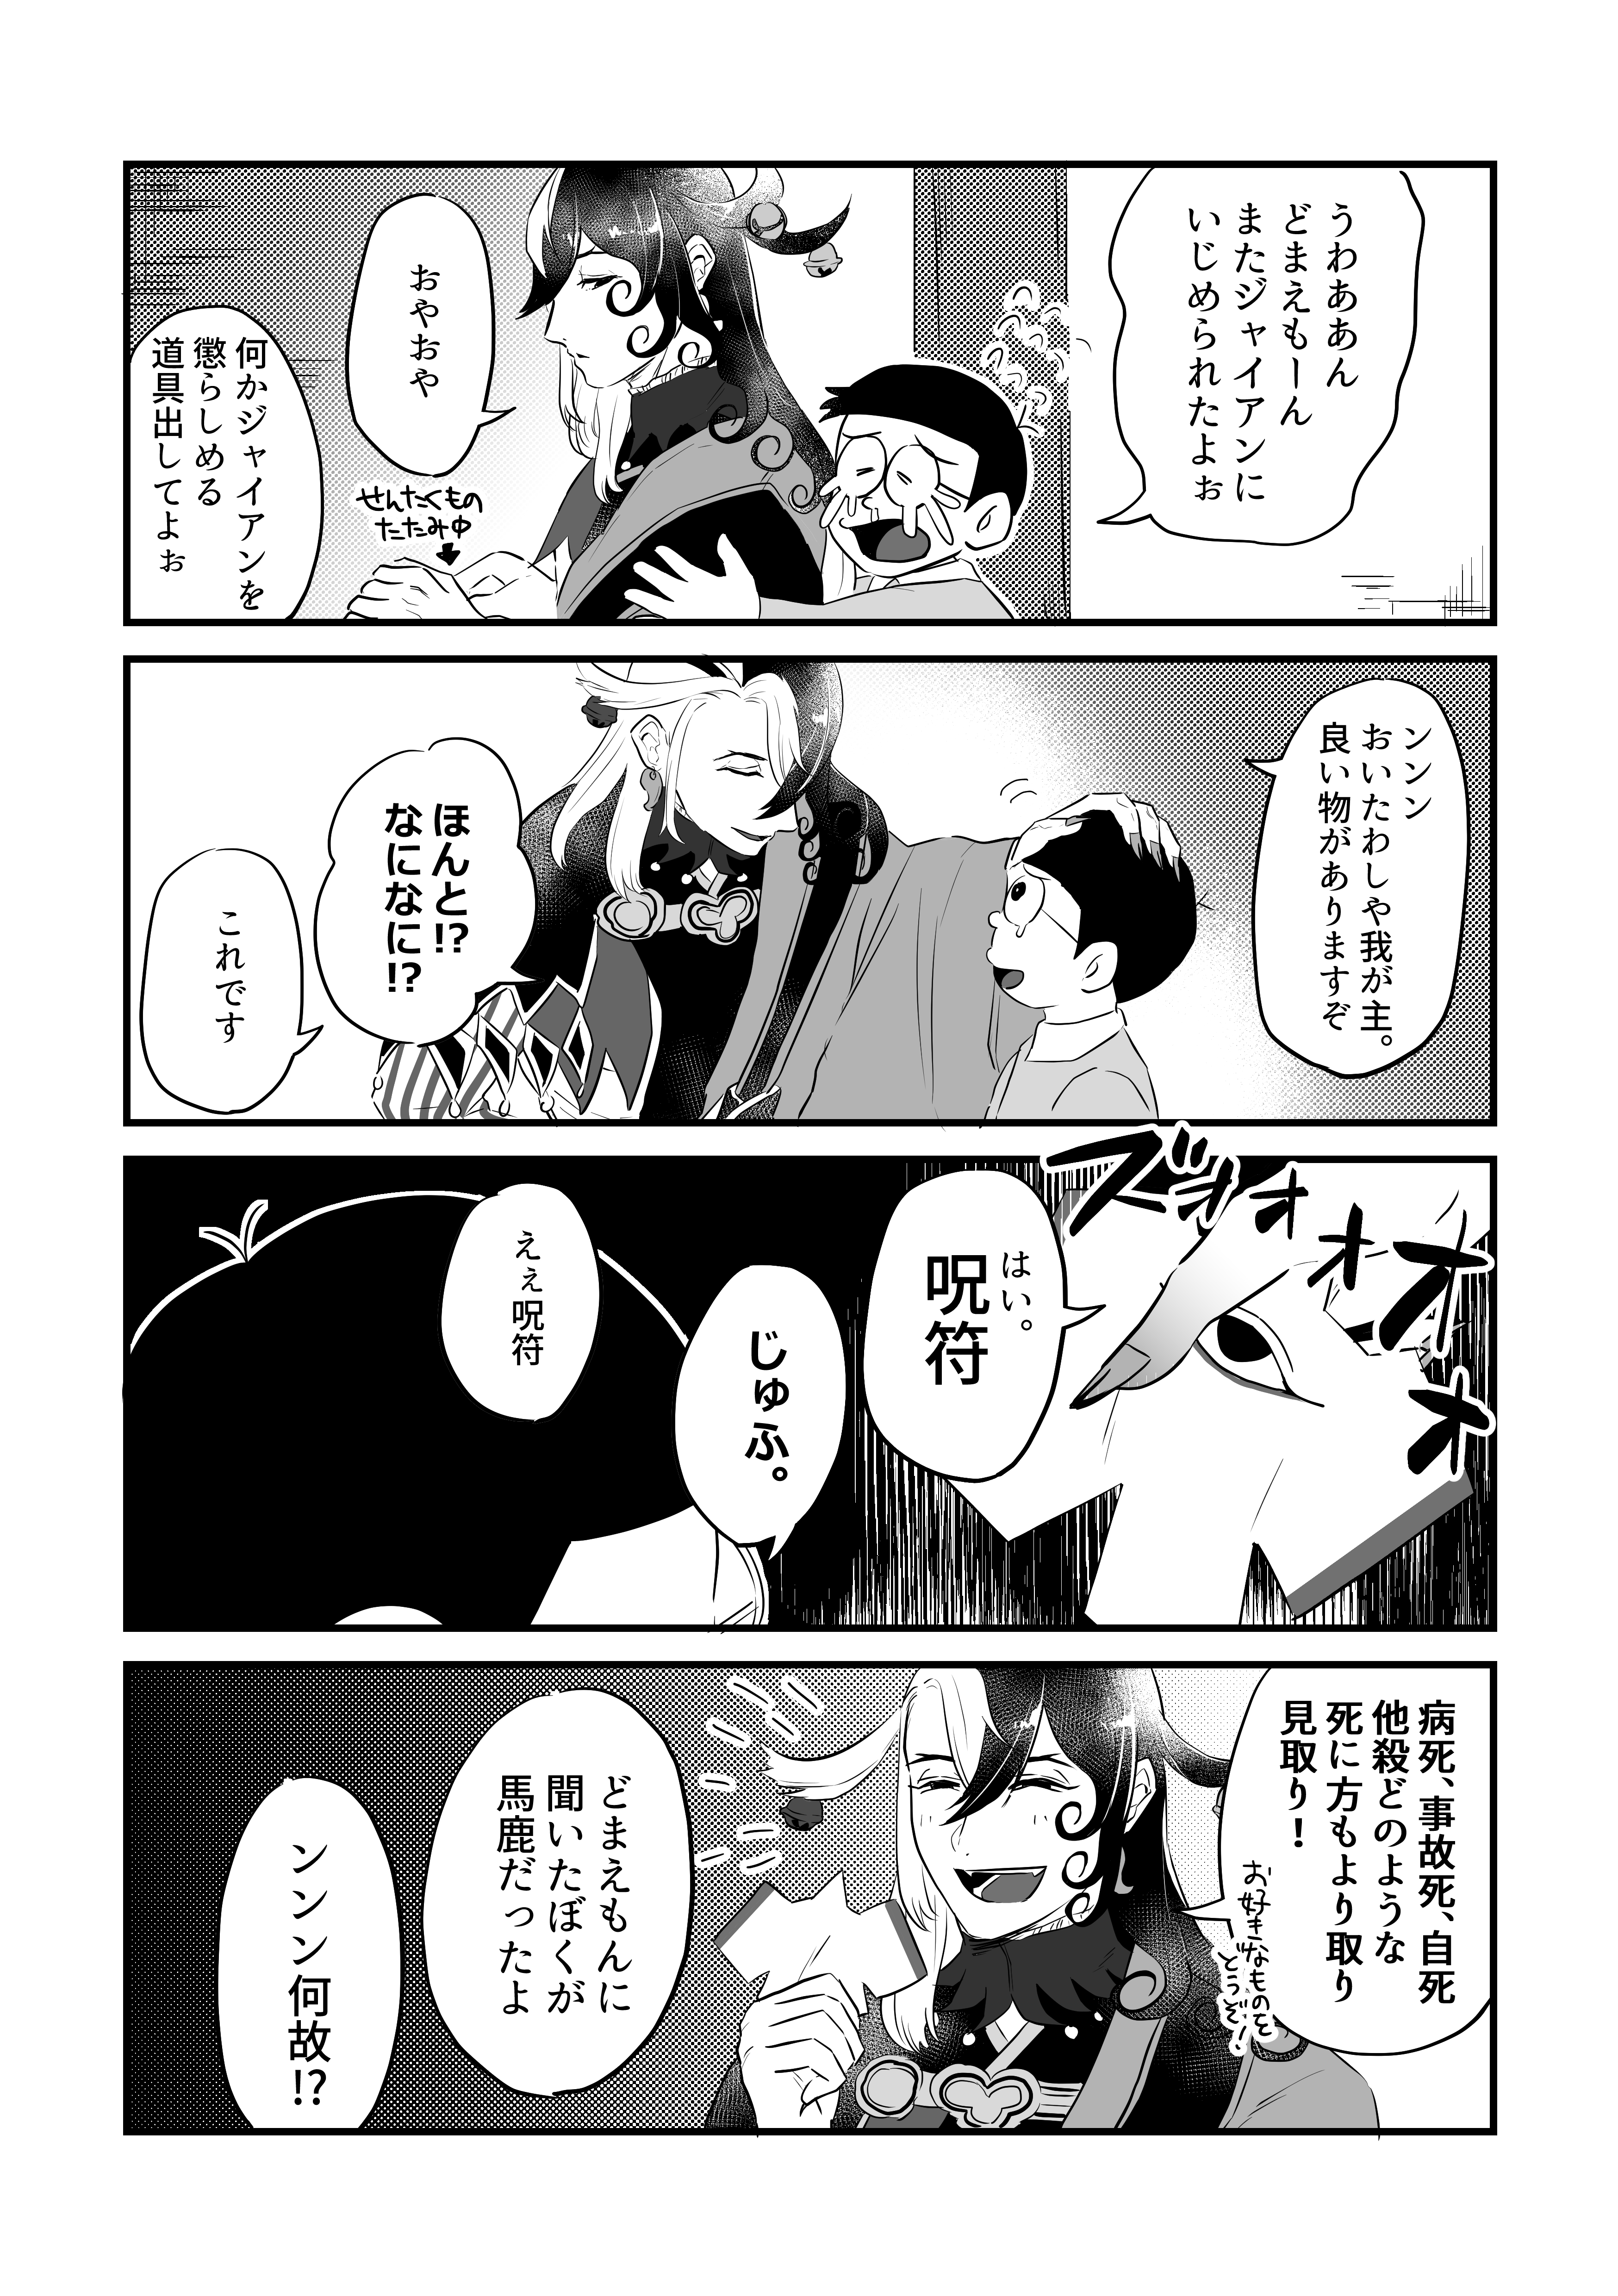 うわああん
どまえもーん
またジャイアンに
いじめられたよぉ
おやおや
せんたくもの
たたみ中
何かジャイアンを
懲らしめる
道具出してよぉ
ンンン
おいたわしや我が主。
良い物がありますぞ
ほんと!?
なになに!?
これです
ズォオオオオ
はい。
呪符
じゅふ。
えぇ呪符
病死、事故死、自死
他殺どのような
死に方もより取り
見取り！
お好きなものを
どうぞ！
どまえもんに
聞いたぼくが
馬鹿だったよ
ンンン何故!?